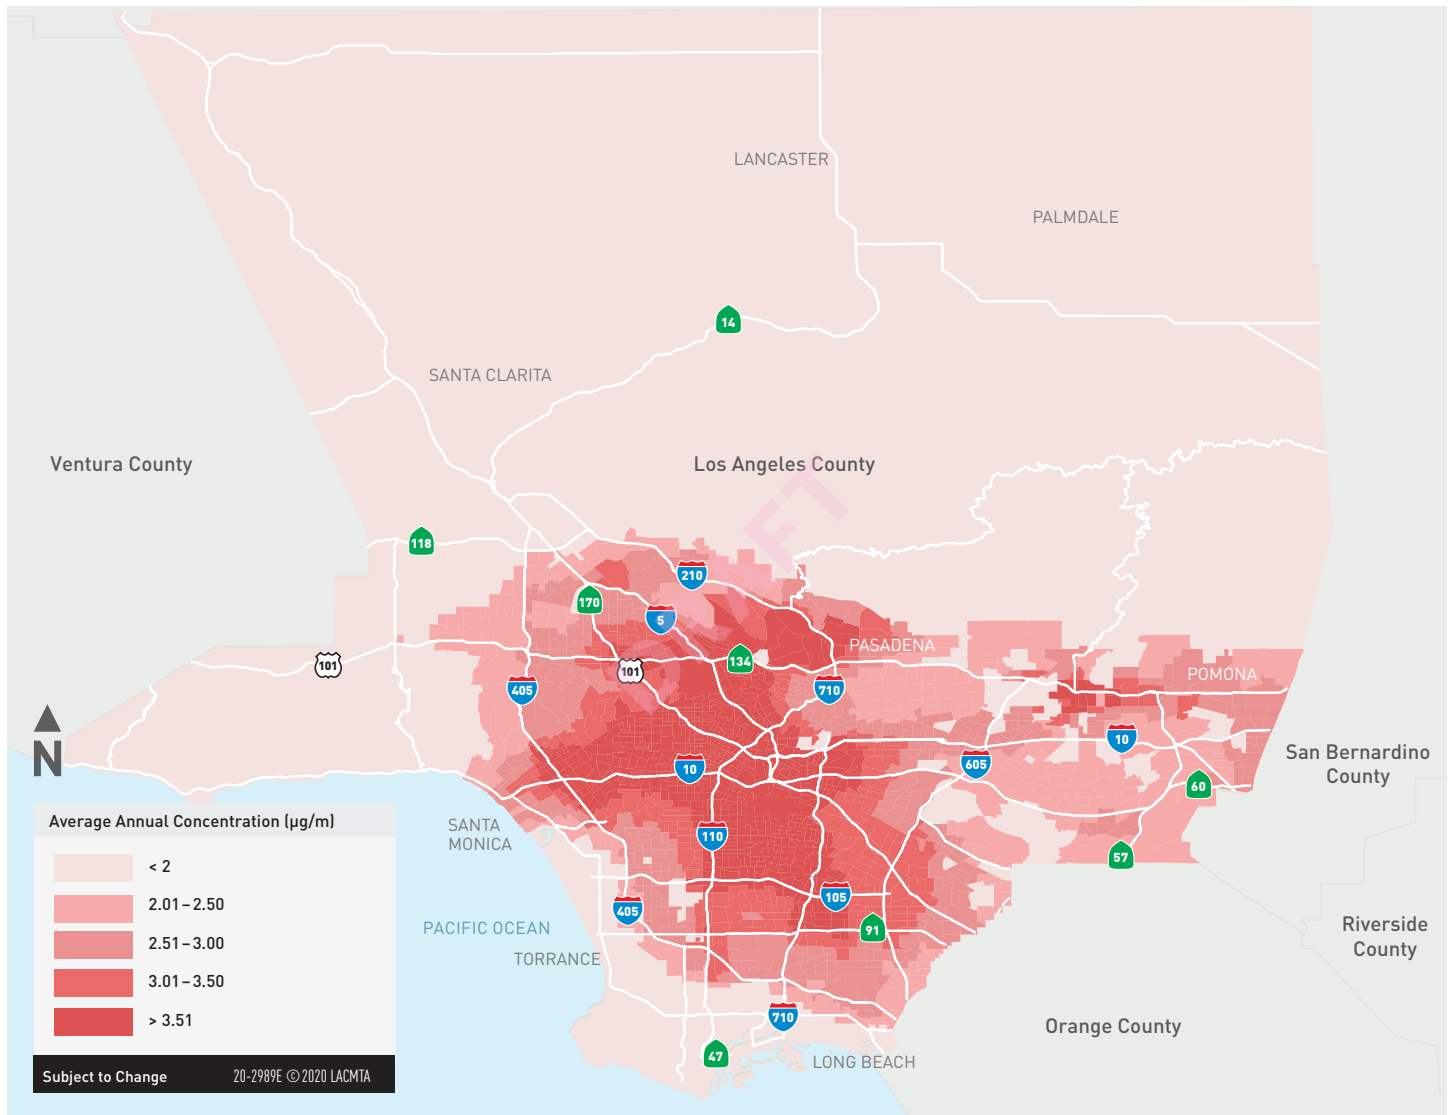 LANCASTER
PALMDALE
14
SANTA CLARITA
Ventura County
Los Angeles County
118
210
170
5
PASADENA
134
101
101
POMONA
405
710
10
San Bernardino
County
10
605
60
Average Annual Concentration (µg/m)
SANTA
MONICA
110
57
< 2
2.01 – 2.50
105
405
91
Riverside
County
PACIFIC OCEAN
2.51 – 3.00
TORRANCE
3.01 – 3.50
> 3.51
710
Orange County
47
LONG BEACH
N
Subject to Change
20-2989E © 2020 LACMTA